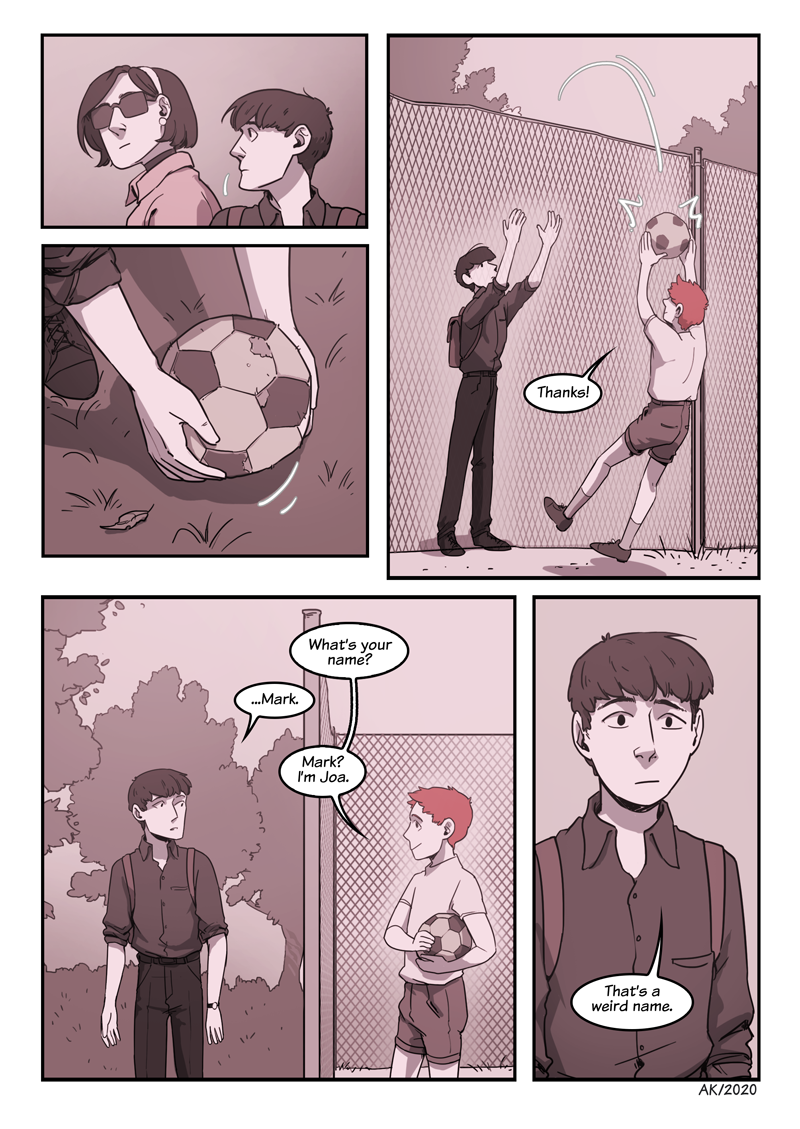 Thanks!
What's your
name?
...Mark.
Mark?
I'm Joa.
That's a
weird name.
AK/2020